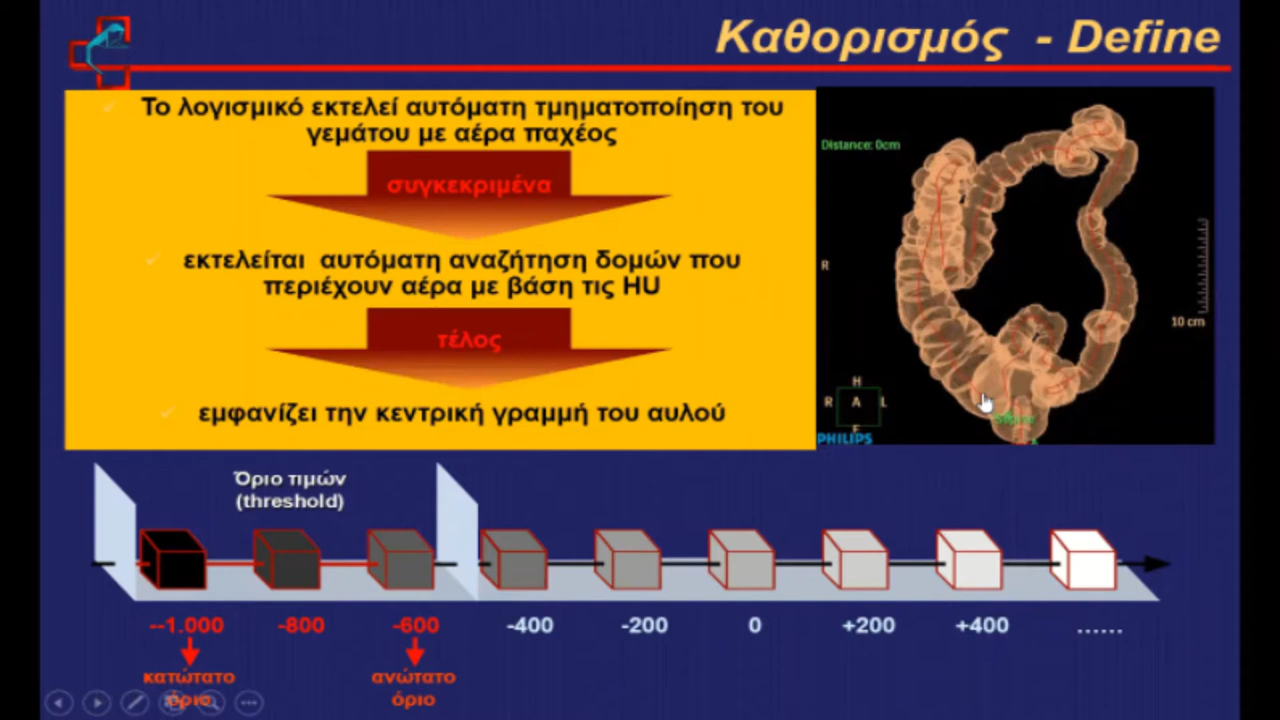 Καθορισμός - Define
Το λογισμικό εκτελεί αυτόματη τμηματοποίηση του
γεμάτου με αέρα παχέος
συγκεκριμένα
εκτελείται αυτόματη αναζήτηση δομών που
περιέχουν αέρα με βάση τις HU
τέλος
εμφανίζει την κεντρική γραμμή του αυλού
Distance: 0cm
R
10 cm
H
R A L
F
PHILIPS
Όριο τιμών
(threshold)
--1.000 -800 -600 -400 -200 0 +200 +400 ......
κατώτατο
όριο
ανώτατο
όριο